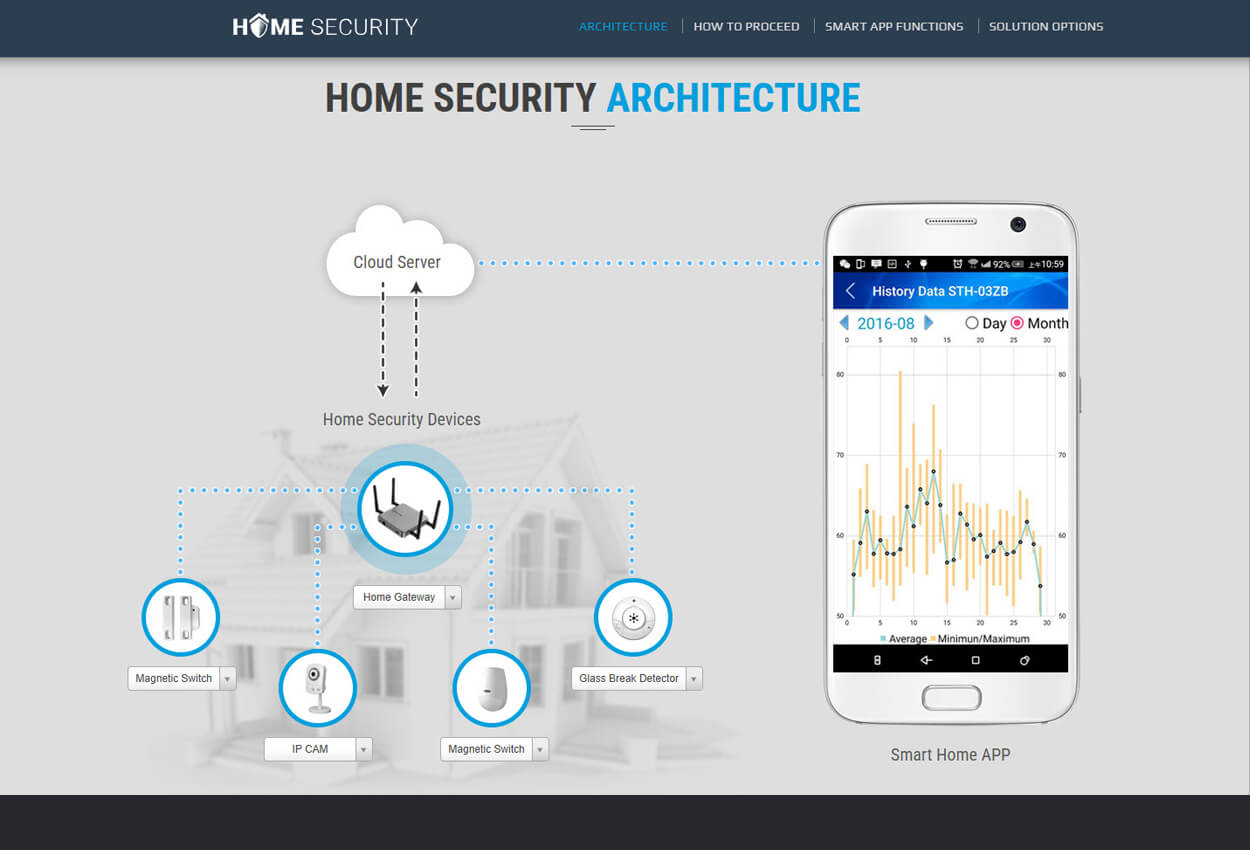 HOME SECURITY
ARCHITECTURE
HOW TO PROCEED
SMART APP FUNCTIONS
SOLUTION OPTIONS
HOME SECURITY ARCHITECTURE
Cloud Server
Home Security Devices
Home Gateway
Magnetic Switch
IP CAM
Magnetic Switch
Glass Break Detector
92% 上午10:59
History Data STH-03ZB
2016-08 Day Month
0 5 10 15 20 25 30
80 80
70 70
60 60
50 50
0 5 10 15 20 25 30
Average Minimun/Maximum
Smart Home APP